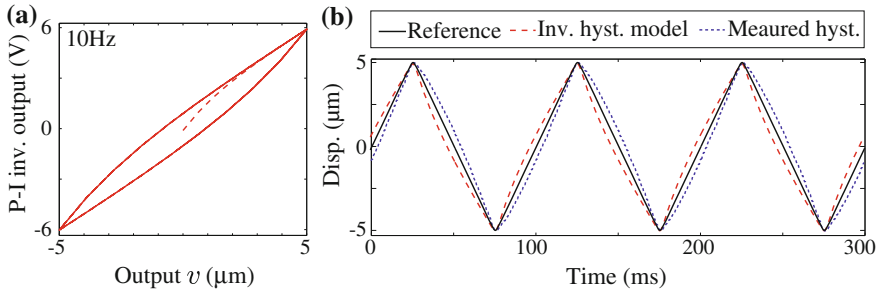 (a)
10Hz
P-I inv. output (V)
6
0
-6
-5
5
Output v (μm)
(b)
Reference
Inv. hyst. model
Meaured hyst.
Disp. (μm)
5
0
-5
0
100
200
300
Time (ms)